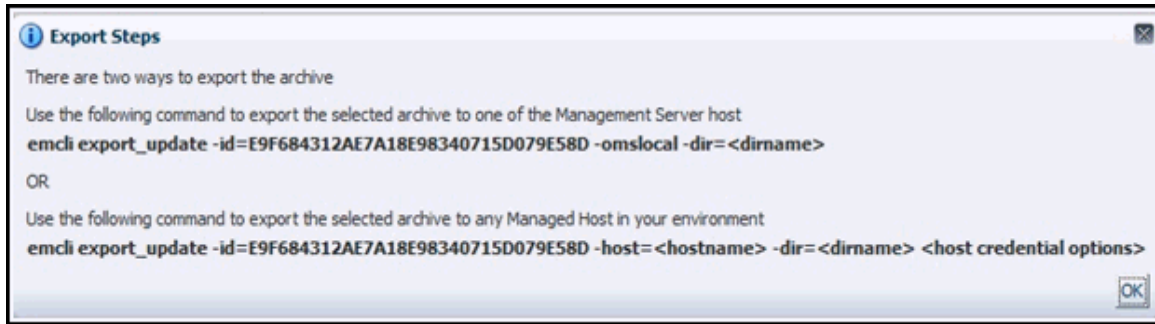 Export Steps
There are two ways to export the archive
Use the following command to export the selected archive to one of the Management Server host
emcli export_update -id=E9F684312AE7A18E98340715D079E58D -omslocal -dir=<dirname>
OR
Use the following command to export the selected archive to any Managed Host in your environment
emcli export_update -id=E9F684312AE7A18E98340715D079E58D -host=<hostname> -dir=<dirname> <host credential options>
OK